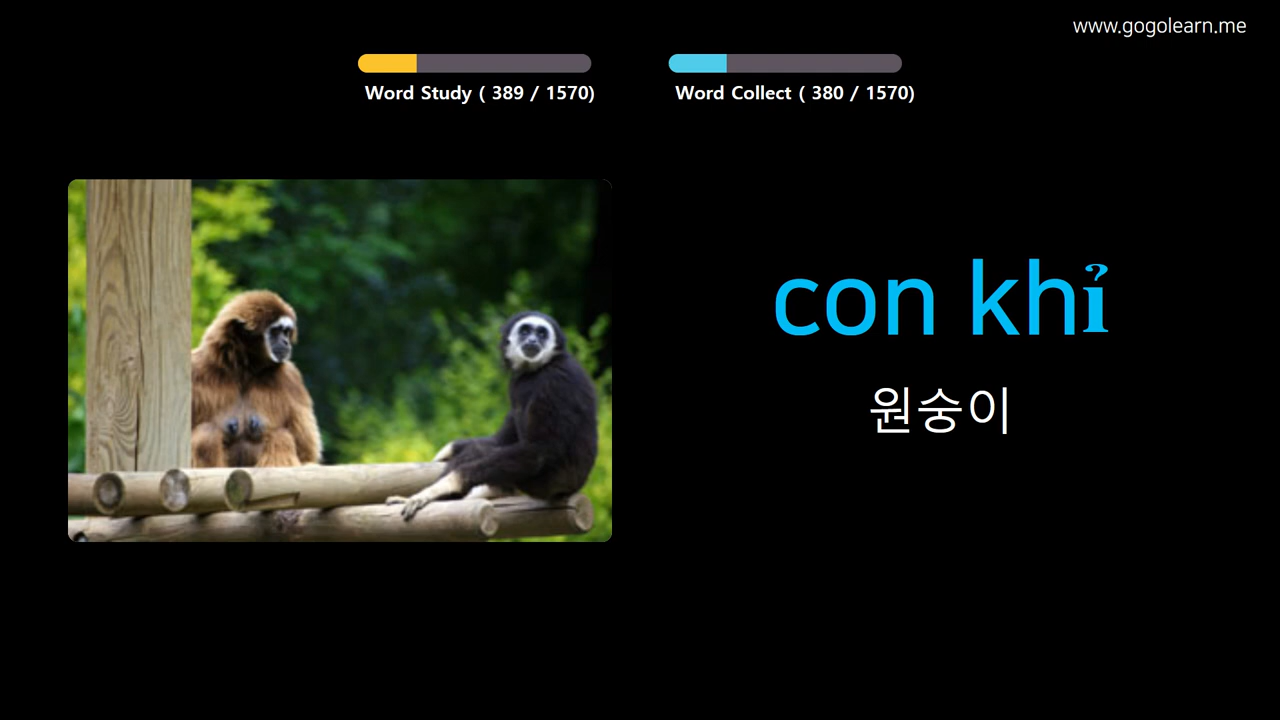 www.gogolearn.me
Word Study ( 389 / 1570)
Word Collect ( 380 / 1570)
con khỉ
원숭이